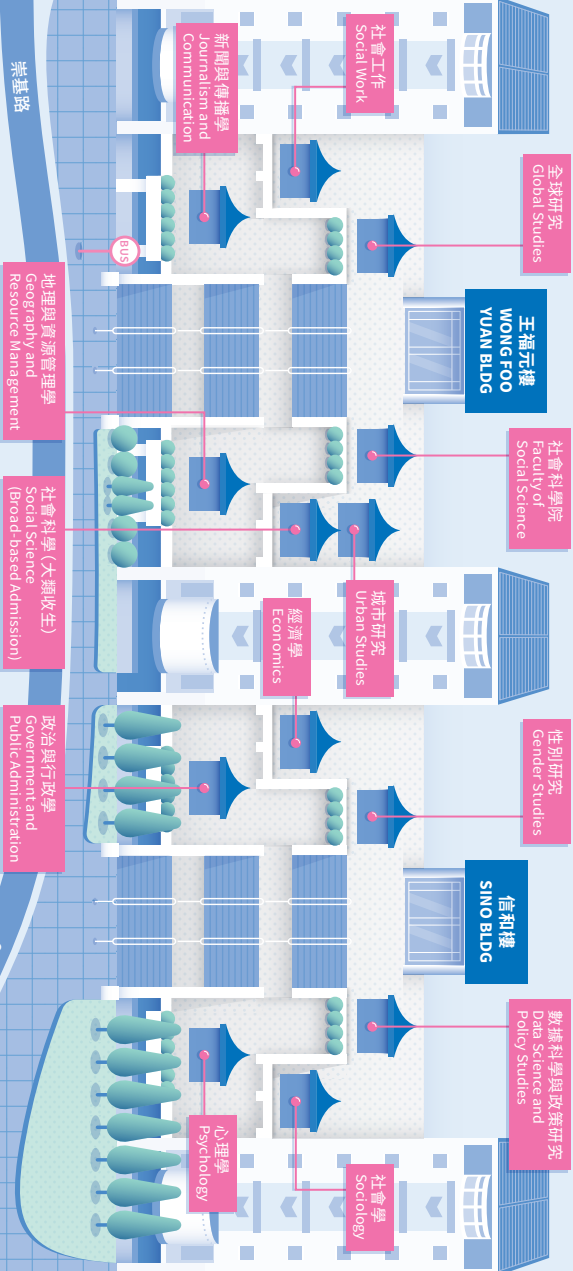 崇基路
新聞與傳播學
Journalism and
Communication
社會工作
Social Work
全球研究
Global Studies
BUS
地理與資源管理學
Geography and
Resource Management
王福元樓
WONG FOO
YUAN BLDG
社會科學院
Faculty of
Social Science
社會科學（大類收生）
Social Science
(Broad-based Admission)
經濟學
Economics
城市研究
Urban Studies
政治與行政學
Government and
Public Administration
性別研究
Gender Studies
信和樓
SINO BLDG
數據科學與政策研究
Data Science and
Policy Studies
心理學
Psychology
社會學
Sociology